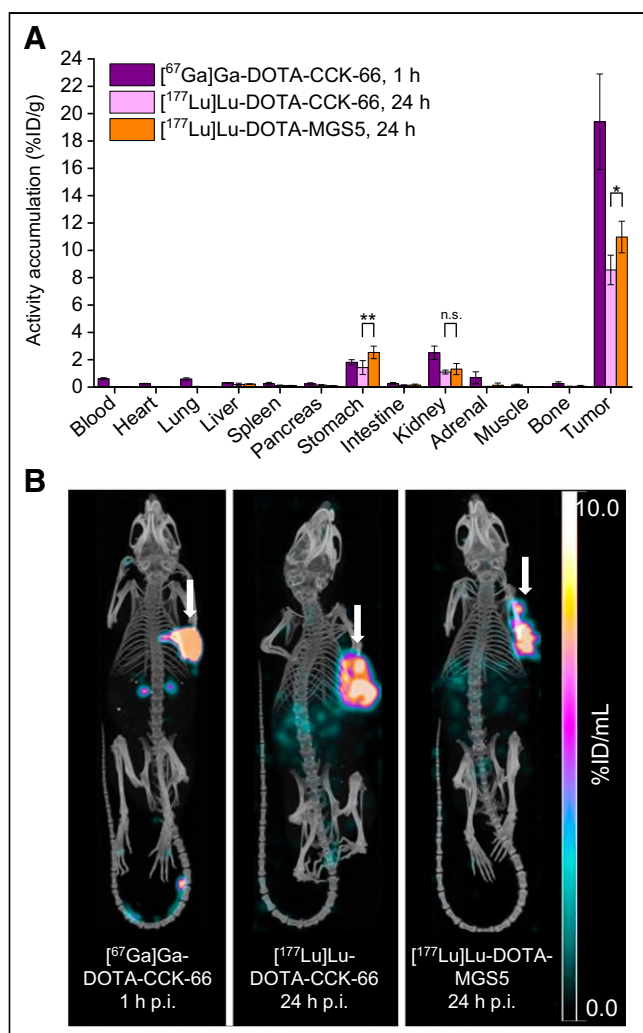 A
24
22
20
18
16
14
12
10
8
6
4
2
0
Activity accumulation (%ID/g)
[⁶⁷Ga]Ga-DOTA-CCK-66, 1 h
[¹⁷⁷Lu]Lu-DOTA-CCK-66, 24 h
[¹⁷⁷Lu]Lu-DOTA-MGS5, 24 h
**
n.s.
*
Blood
Heart
Lung
Liver
Spleen
Pancreas
Stomach
Intestine
Kidney
Adrenal
Muscle
Bone
Tumor
B
[⁶⁷Ga]Ga-
DOTA-CCK-66
1 h p.i.
[¹⁷⁷Lu]Lu-
DOTA-CCK-66
24 h p.i.
[¹⁷⁷Lu]Lu-DOTA-
MGS5
24 h p.i.
10.0
%ID/mL
0.0